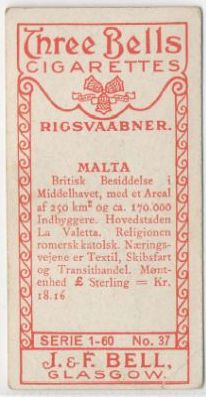 Three Bells
CIGARETTES
RIGSVAABNER.
MALTA
Britisk Besiddelse i
Middelhavet, med et Areal
af 250 km² og ca. 170.000
Indbyggere. Hovedstaden
La Valetta. Religionen
romersk katolsk. Nærings-
vejene er Textil, Skibsfart
og Transithandel. Mønt-
enhed £ Sterling = Kr.
18.16
SERIE 1-60 No. 37
J. & F. BELL,
GLASGOW.